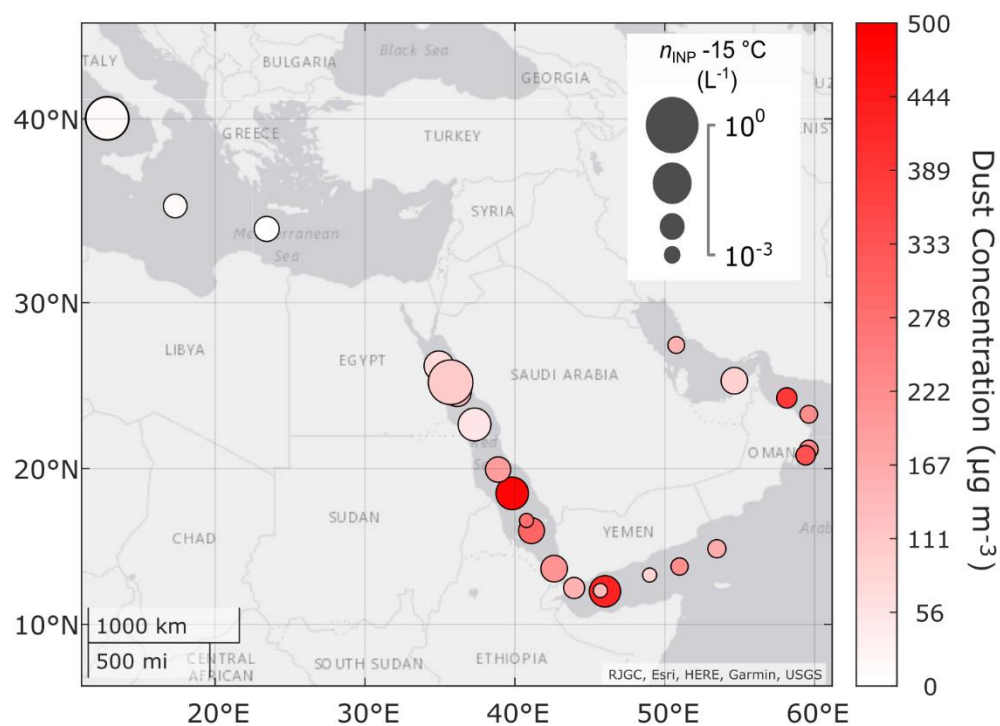 TALY
BULGARIA
Black Sea
GEORGIA
GREECE
TURKEY
SYRIA
Mediterranean
Sea
LIBYA
EGYPT
SAUDI ARABIA
Red
OMAN
CHAD
SUDAN
YEMEN
Arab
CENTRAL
AFRICAN
SOUTH SUDAN
ETHIOPIA
UZ
NIST
n_INP -15 °C
(L⁻¹)
10⁰
10⁻³
40°N
30°N
20°N
10°N
20°E
30°E
40°E
50°E
60°E
1000 km
500 mi
RJGC, Esri, HERE, Garmin, USGS
500
444
389
333
278
222
167
111
56
0
Dust Concentration (µg m⁻³)